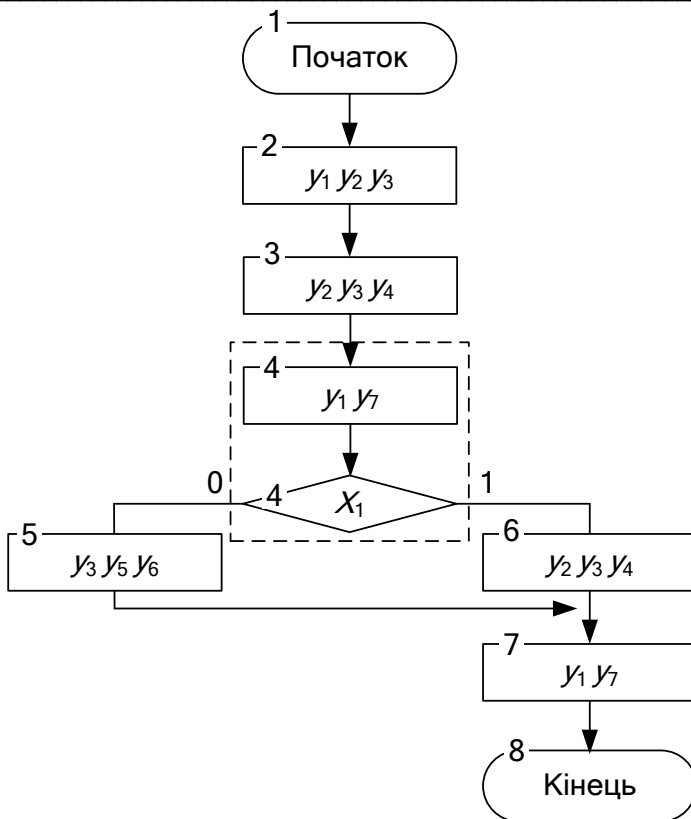 1
Початок
2
y₁ y₂ y₃
3
y₂ y₃ y₄
4
y₁ y₇
0 4 X₁ 1
5
y₃ y₅ y₆
6
y₂ y₃ y₄
7
y₁ y₇
8
Кінець